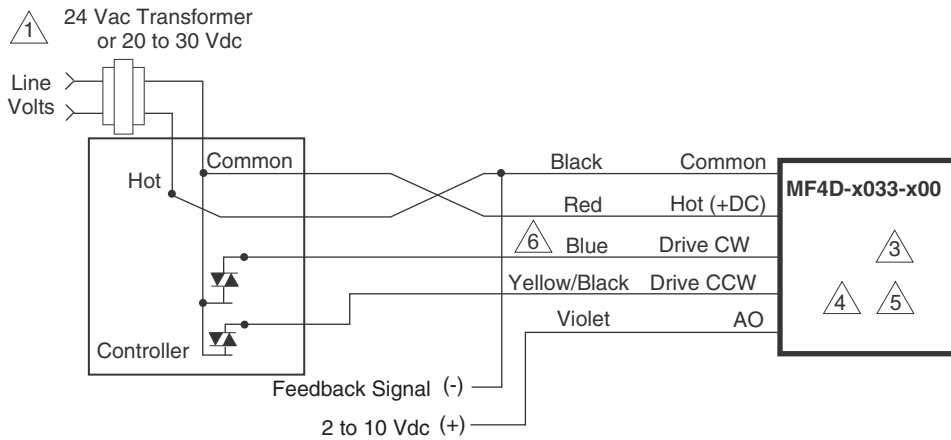 1
24 Vac Transformer
or 20 to 30 Vdc
Line
Volts
Common
Hot
Controller
Black
Common
MF4D-x033-x00
Red
Hot (+DC)
6
Blue
Drive CW
3
Yellow/Black
Drive CCW
4
5
Violet
AO
Feedback Signal (-)
2 to 10 Vdc (+)